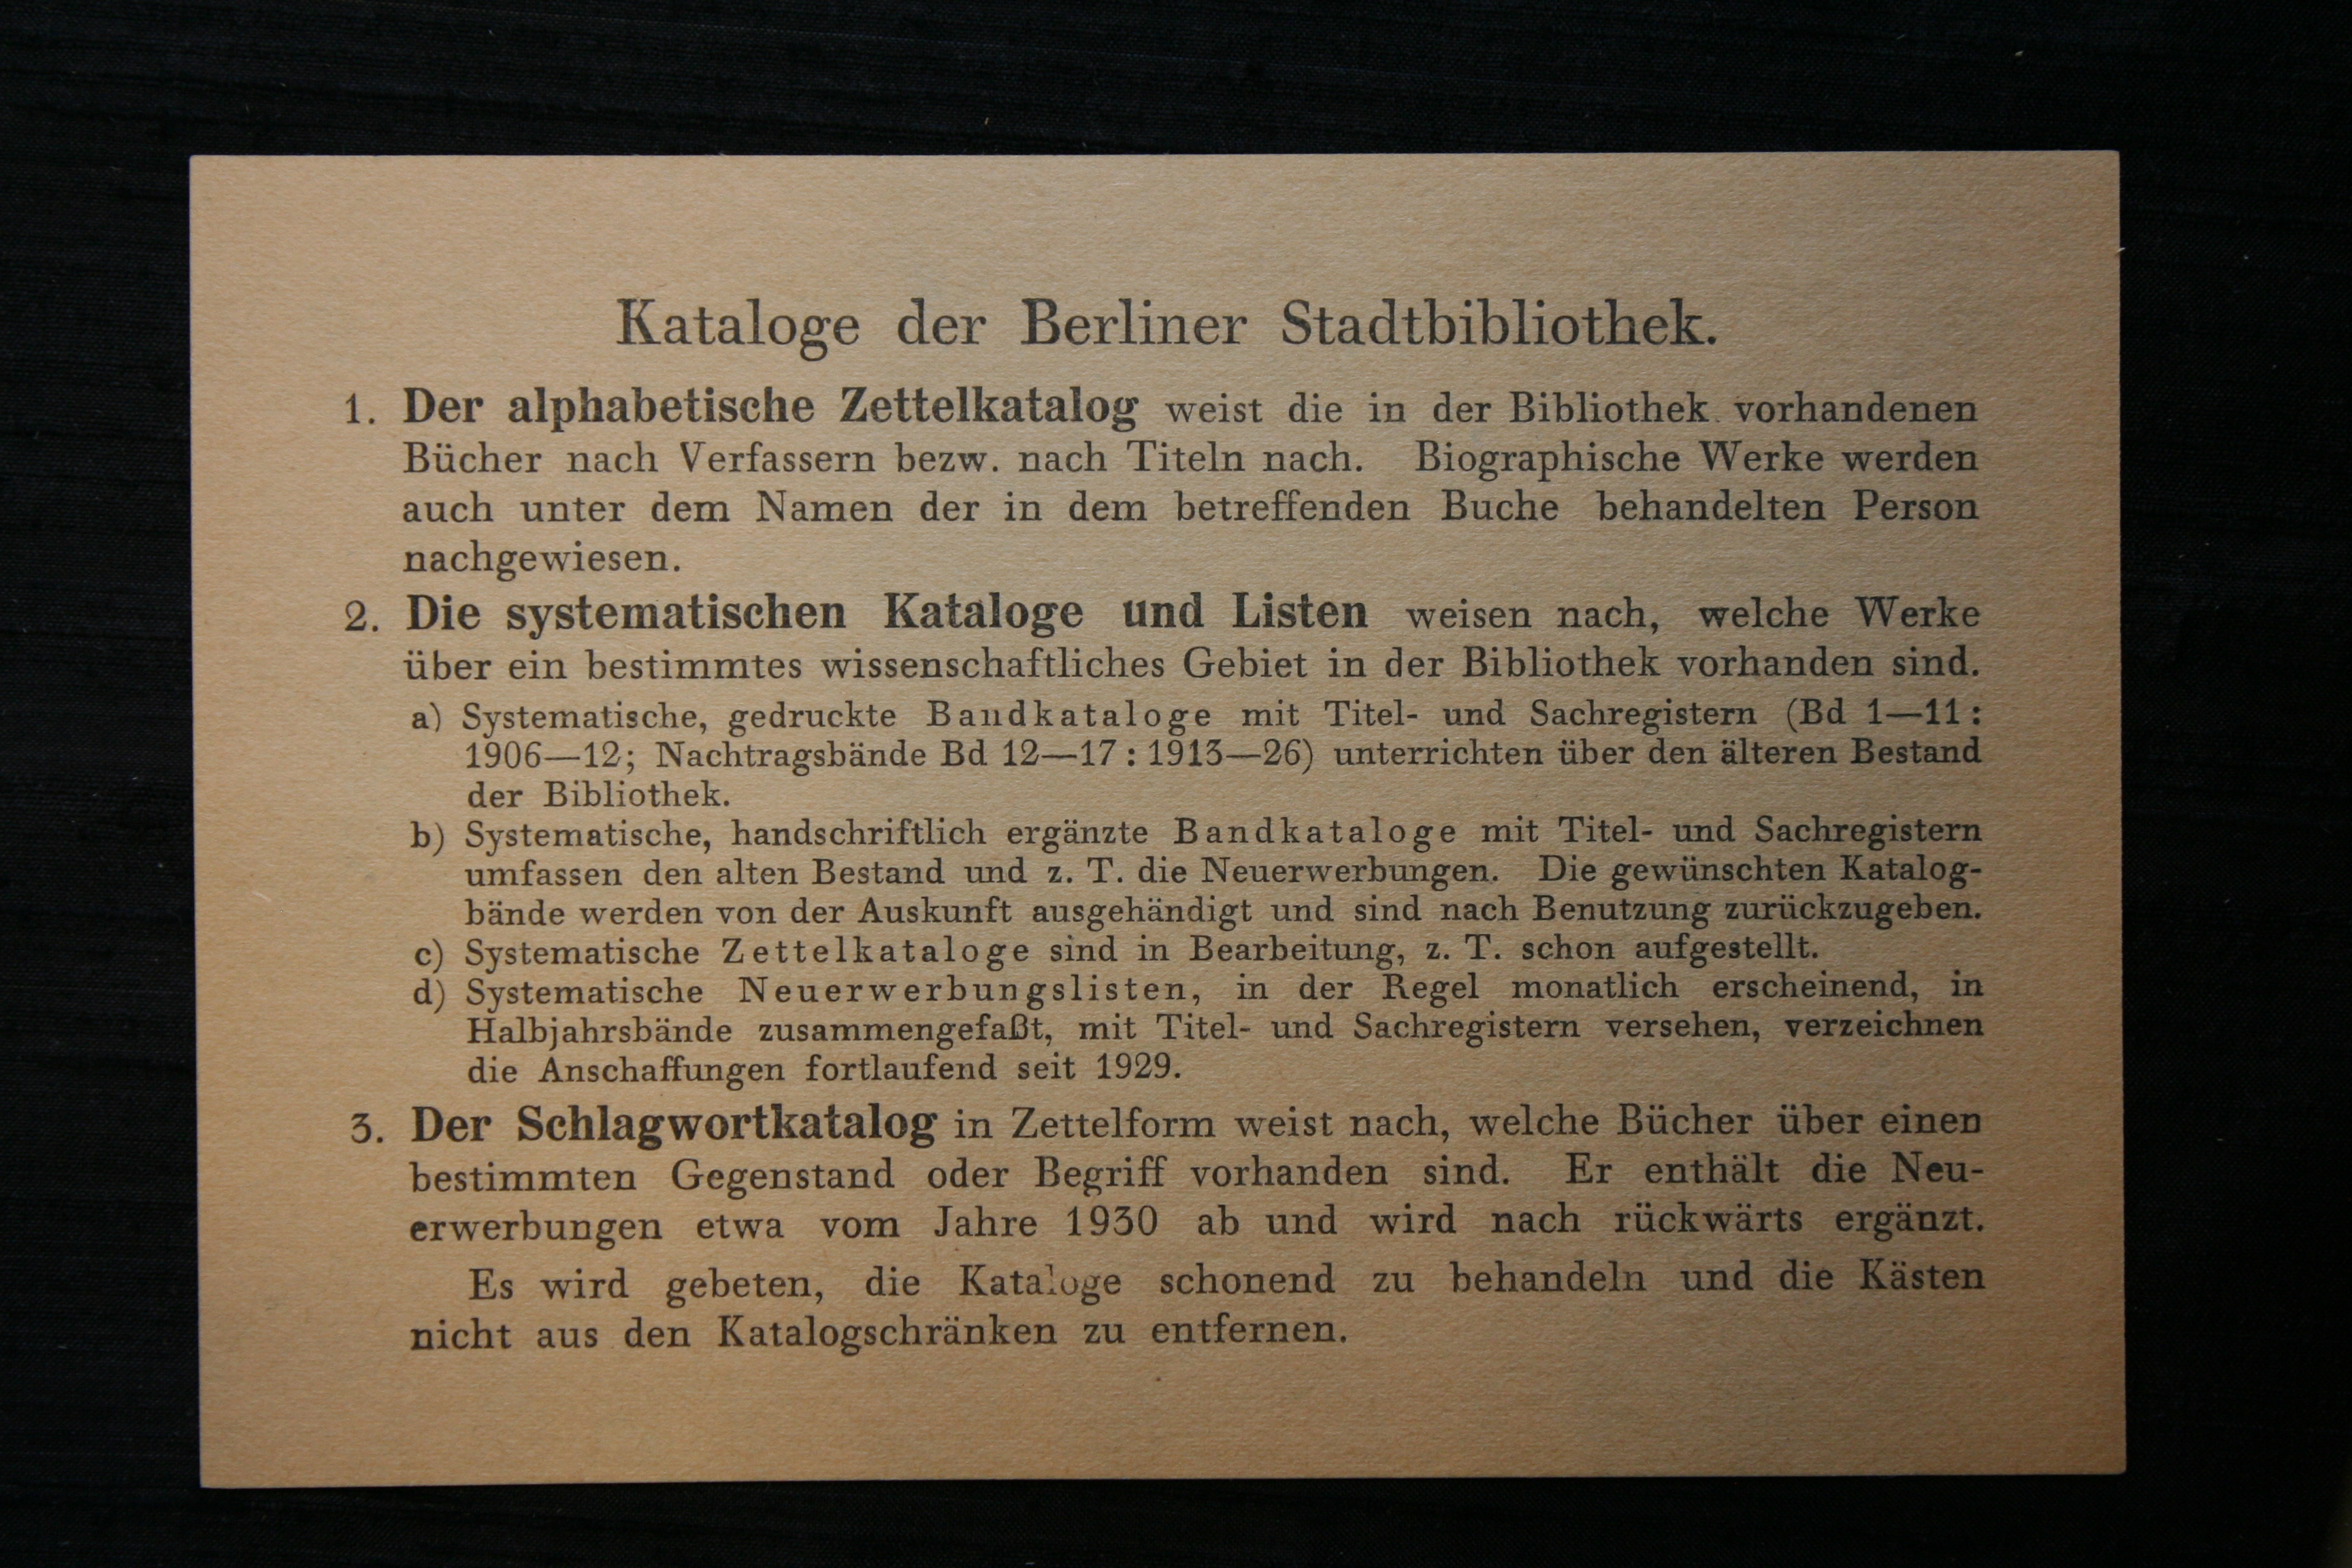 Kataloge der Berliner Stadtbibliothek.
1. Der alphabetische Zettelkatalog weist die in der Bibliothek vorhandenen
Bücher nach Verfassern bezw. nach Titeln nach. Biographische Werke werden
auch unter dem Namen der in dem betreffenden Buche behandelten Person
nachgewiesen.
2. Die systematischen Kataloge und Listen weisen nach, welche Werke
über ein bestimmtes wissenschaftliches Gebiet in der Bibliothek vorhanden sind.
a) Systematische, gedruckte Bandkataloge mit Titel- und Sachregistern (Bd 1—11:
1906—12; Nachtragsbände Bd 12—17: 1913—26) unterrichten über den älteren Bestand
der Bibliothek.
b) Systematische, handschriftlich ergänzte Bandkataloge mit Titel- und Sachregistern
umfassen den alten Bestand und z. T. die Neuerwerbungen. Die gewünschten Katalog-
bände werden von der Auskunft ausgehändigt und sind nach Benutzung zurückzugeben.
c) Systematische Zettelkataloge sind in Bearbeitung, z. T. schon aufgestellt.
d) Systematische Neuerwerbungslisten, in der Regel monatlich erscheinend, in
Halbjahrsbände zusammengefaßt, mit Titel- und Sachregistern versehen, verzeichnen
die Anschaffungen fortlaufend seit 1929.
3. Der Schlagwortkatalog in Zettelform weist nach, welche Bücher über einen
bestimmten Gegenstand oder Begriff vorhanden sind. Er enthält die Neu-
erwerbungen etwa vom Jahre 1930 ab und wird nach rückwärts ergänzt.
Es wird gebeten, die Kataloge schonend zu behandeln und die Kästen
nicht aus den Katalogschränken zu entfernen.